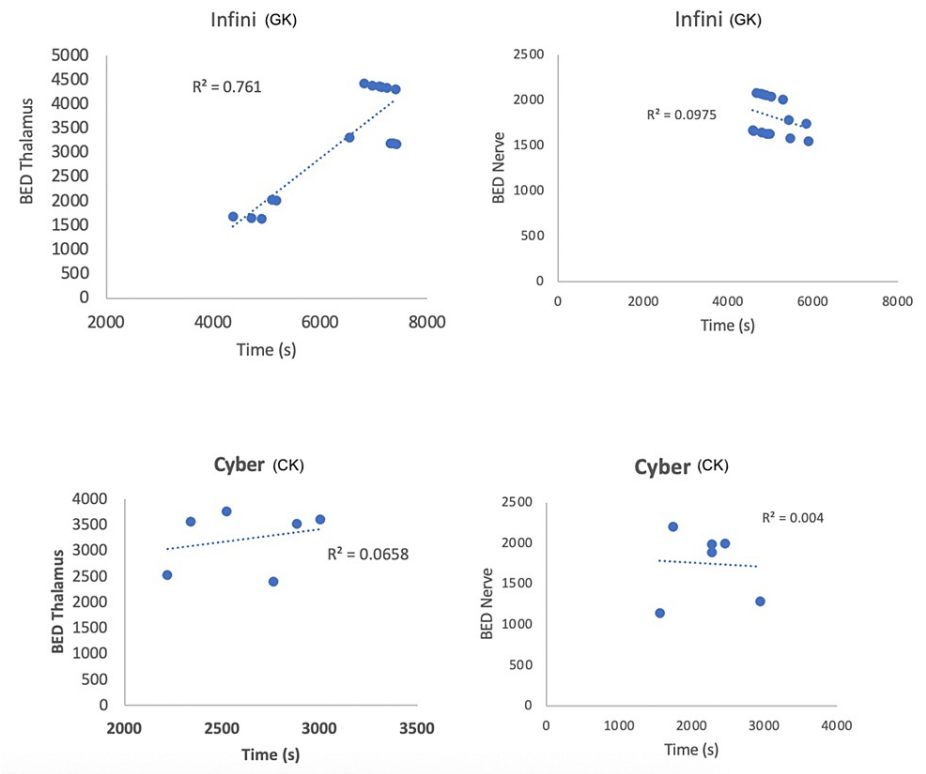 Infini (GK)
5000
4500
4000
3500
3000
2500
2000
1500
1000
500
0
BED Thalamus
R² = 0.761
2000 4000 6000 8000
Time (s)
Infini (GK)
2500
2000
1500
1000
500
0
BED Nerve
R² = 0.0975
0 2000 4000 6000 8000
Time (s)
Cyber (CK)
4000
3500
3000
2500
2000
1500
1000
500
0
BED Thalamus
R² = 0.0658
2000 2500 3000 3500
Time (s)
Cyber (CK)
2500
2000
1500
1000
500
0
BED Nerve
R² = 0.004
0 1000 2000 3000 4000
Time (s)